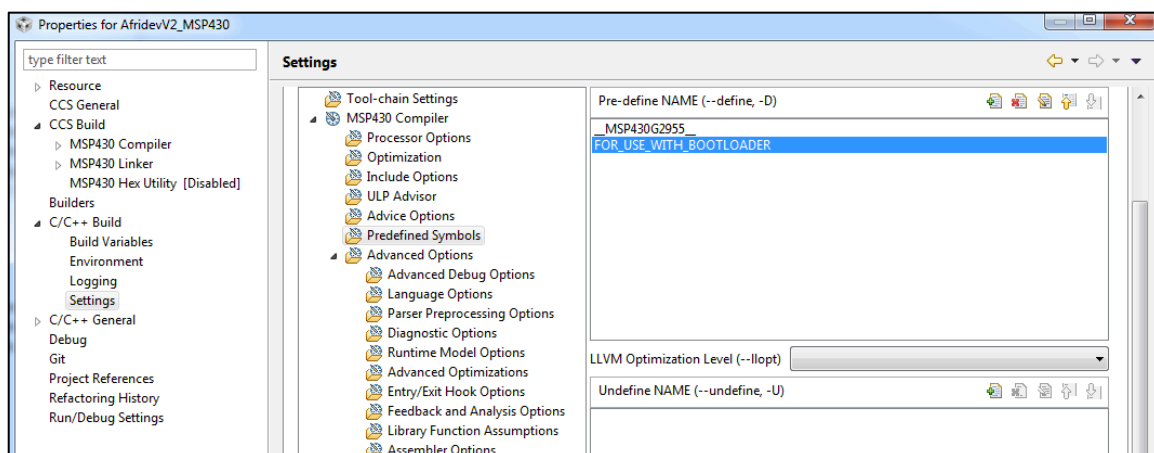 Properties for AfridevV2_MSP430
type filter text
Resource
CCS General
CCS Build
MSP430 Compiler
MSP430 Linker
MSP430 Hex Utility [Disabled]
Builders
C/C++ Build
Build Variables
Environment
Logging
Settings
C/C++ General
Debug
Git
Project References
Refactoring History
Run/Debug Settings
Settings
Tool-chain Settings
MSP430 Compiler
Processor Options
Optimization
Include Options
ULP Advisor
Advice Options
Predefined Symbols
Advanced Options
Advanced Debug Options
Language Options
Parser Preprocessing Options
Diagnostic Options
Runtime Model Options
Advanced Optimizations
Entry/Exit Hook Options
Feedback and Analysis Options
Library Function Assumptions
Assembler Options
Pre-define NAME (--define, -D)
__MSP430G2955__
FOR_USE_WITH_BOOTLOADER
LLVM Optimization Level (--llopt)
Undefine NAME (--undefine, -U)